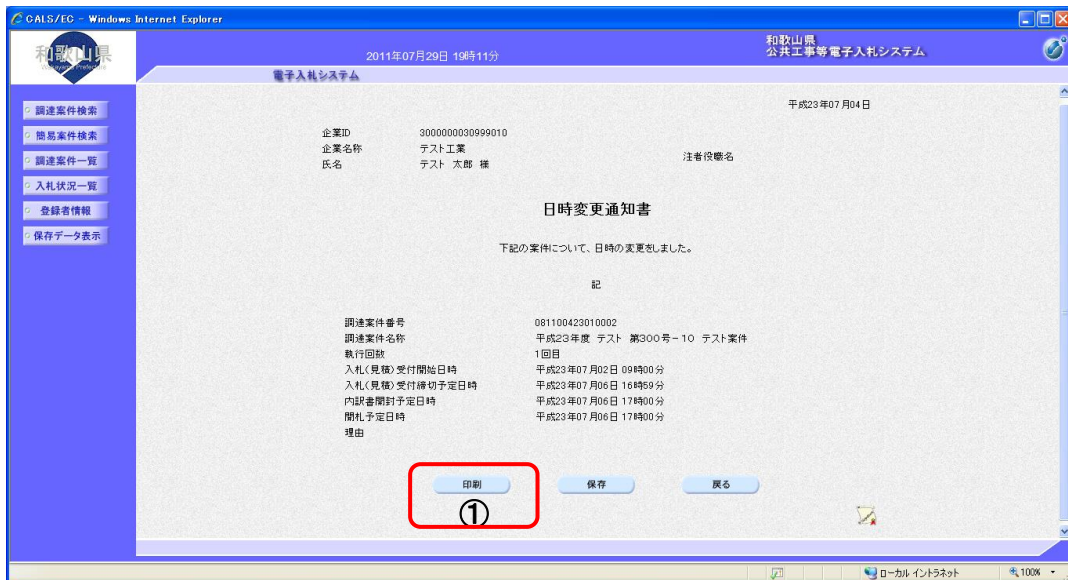 CALS/EC - Windows Internet Explorer
和歌山県
Wakayama Prefecture
2011年07月29日 19時11分
和歌山県
公共工事等電子入札システム
電子入札システム
調達案件検索
簡易案件検索
調達案件一覧
入札状況一覧
登録者情報
保存データ表示
平成23年07月04日
企業ID 3000000030999010
企業名称 テスト工業
氏名 テスト 太郎 様
注者役職名
日時変更通知書
下記の案件について、日時の変更をしました。
記
調達案件番号 081100423010002
調達案件名称 平成23年度 テスト 第300号-10 テスト案件
執行回数 1回目
入札(見積)受付開始日時 平成23年07月02日 09時00分
入札(見積)受付締切予定日時 平成23年07月06日 16時59分
内訳書開封予定日時 平成23年07月06日 17時00分
開札予定日時 平成23年07月06日 17時00分
理由
印刷 保存 戻る
①
ローカル イントラネット 100%